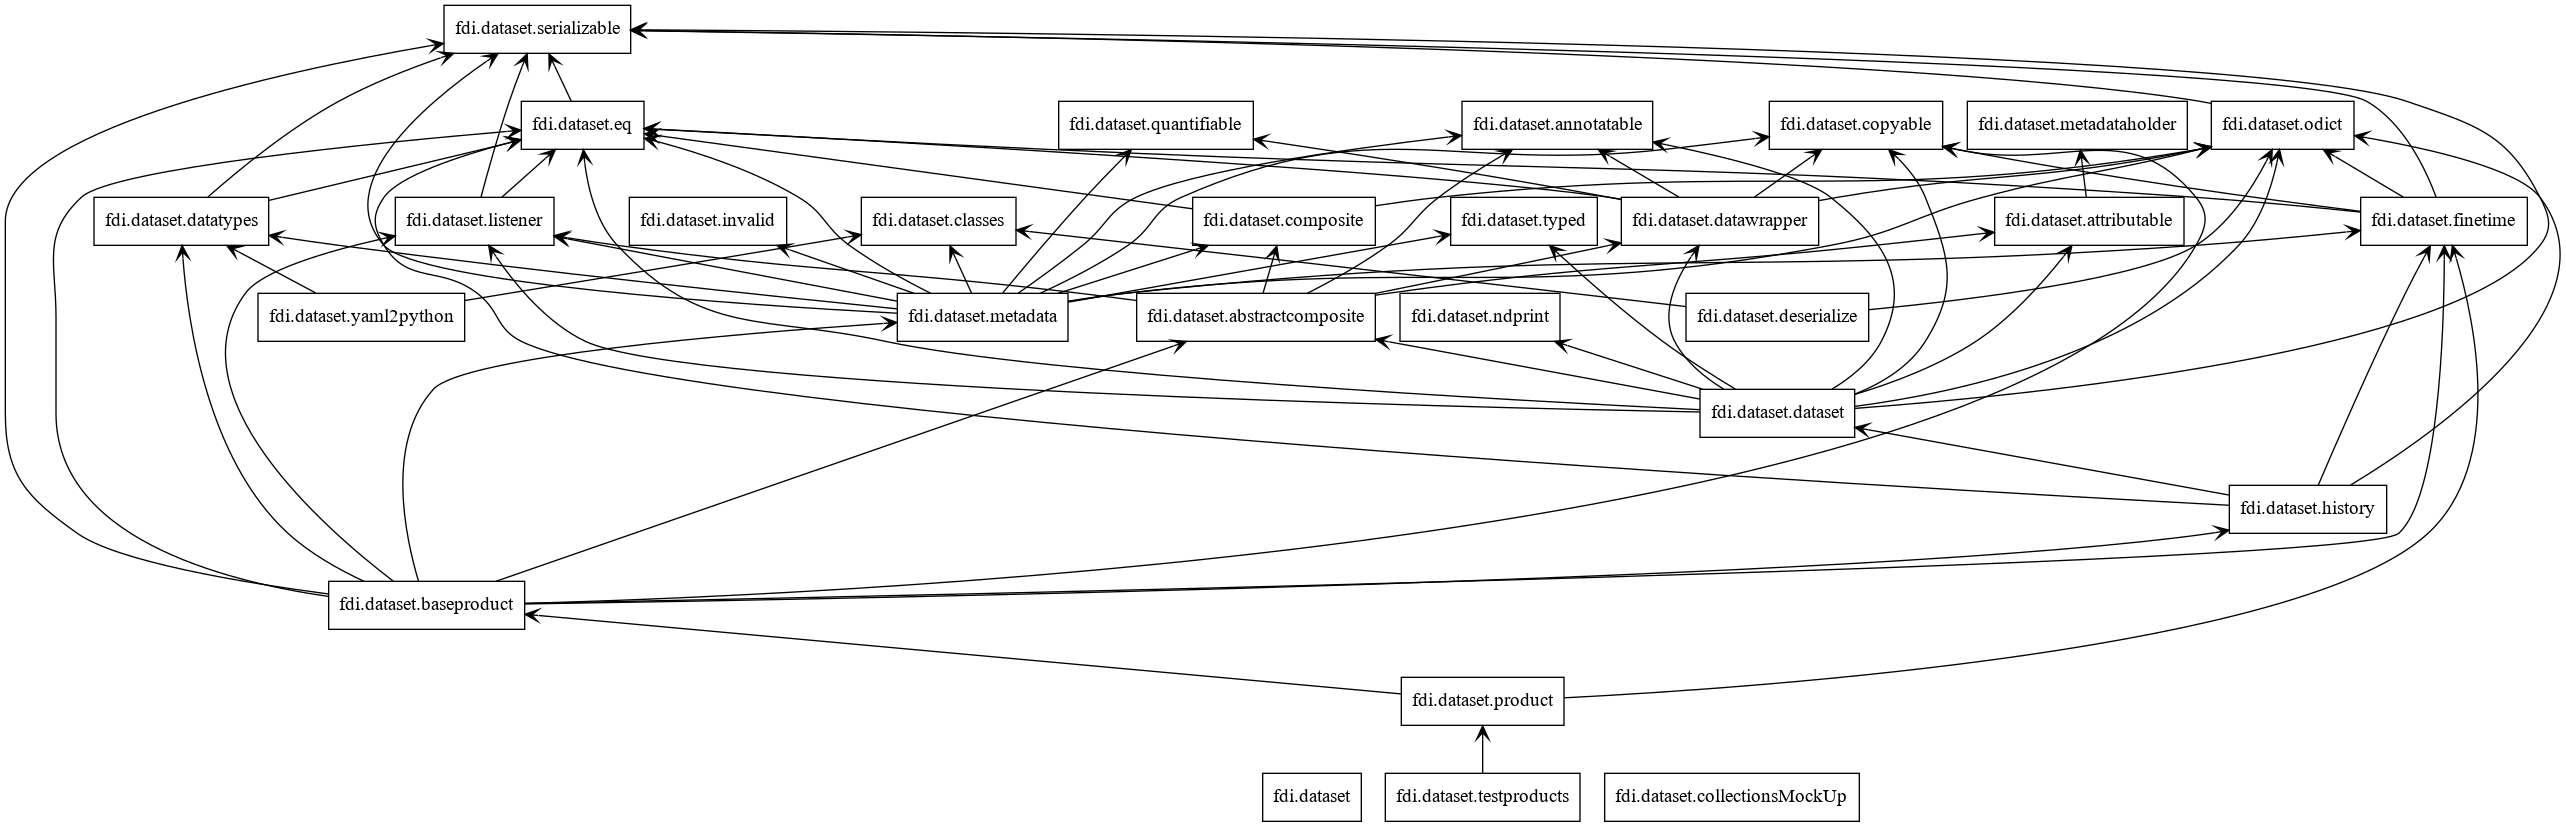 fdi.dataset.serializable
fdi.dataset.eq
fdi.dataset.quantifiable
fdi.dataset.annotatable
fdi.dataset.copyable
fdi.dataset.metadataholder
fdi.dataset.odict
fdi.dataset.datatypes
fdi.dataset.listener
fdi.dataset.invalid
fdi.dataset.classes
fdi.dataset.composite
fdi.dataset.typed
fdi.dataset.datawrapper
fdi.dataset.attributable
fdi.dataset.finetime
fdi.dataset.yaml2python
fdi.dataset.metadata
fdi.dataset.abstractcomposite
fdi.dataset.ndprint
fdi.dataset.deserialize
fdi.dataset.dataset
fdi.dataset.history
fdi.dataset.baseproduct
fdi.dataset.product
fdi.dataset
fdi.dataset.testproducts
fdi.dataset.collectionsMockUp